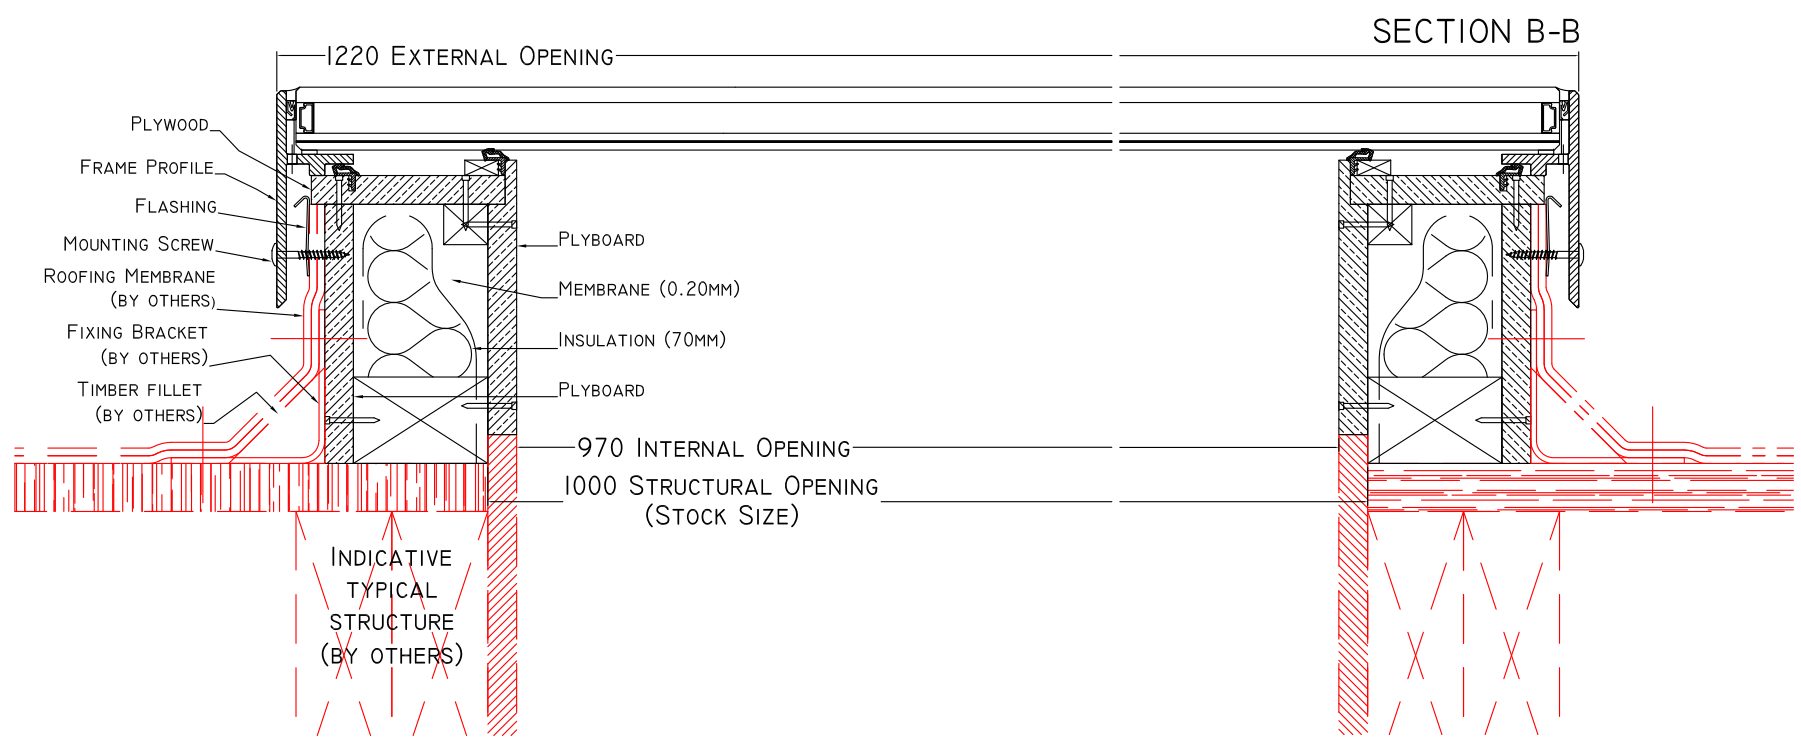 SECTION B-B
1220 EXTERNAL OPENING
PLYWOOD
FRAME PROFILE
FLASHING
MOUNTING SCREW
ROOFING MEMBRANE
(BY OTHERS)
FIXING BRACKET
(BY OTHERS)
TIMBER FILLET
(BY OTHERS)
PLYBOARD
MEMBRANE (0.20MM)
INSULATION (70MM)
PLYBOARD
970 INTERNAL OPENING
1000 STRUCTURAL OPENING
(STOCK SIZE)
INDICATIVE
TYPICAL
STRUCTURE
(BY OTHERS)